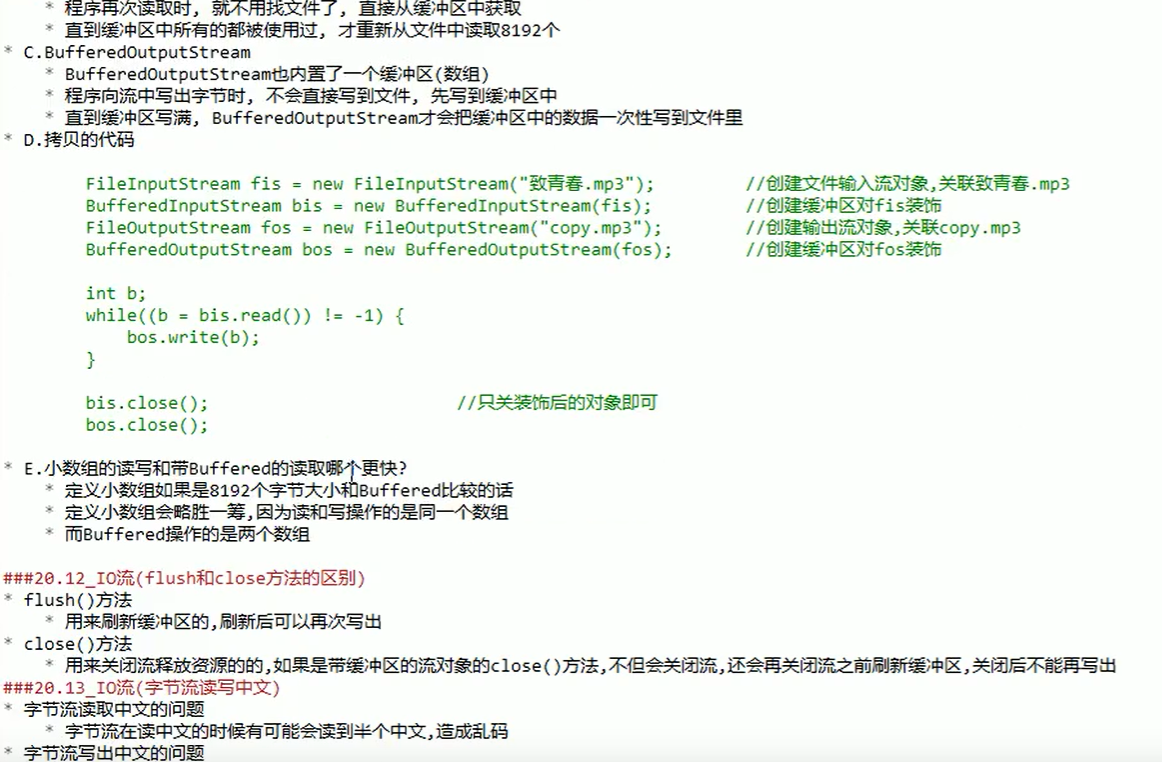 * 程序再次读取时, 就不用找文件了, 直接从缓冲区中获取
* 直到缓冲区中所有的都被使用过, 才重新从文件中读取8192个
* C.BufferedOutputStream
* BufferedOutputStream也内置了一个缓冲区(数组)
* 程序向流中写出字节时, 不会直接写到文件, 先写到缓冲区中
* 直到缓冲区写满, BufferedOutputStream才会把缓冲区中的数据一次性写到文件里
* D.拷贝的代码
FileInputStream fis = new FileInputStream("致青春.mp3"); //创建文件输入流对象,关联致青春.mp3
BufferedInputStream bis = new BufferedInputStream(fis); //创建缓冲区对fis装饰
FileOutputStream fos = new FileOutputStream("copy.mp3"); //创建输出流对象,关联copy.mp3
BufferedOutputStream bos = new BufferedOutputStream(fos); //创建缓冲区对fos装饰
int b;
while((b = bis.read()) != -1) {
bos.write(b);
}
bis.close(); //只关装饰后的对象即可
bos.close();
* E.小数组的读写和带Buffered的读取哪个更快?
* 定义小数组如果是8192个字节大小和Buffered比较的话
* 定义小数组会略胜一筹,因为读和写操作的是同一个数组
* 而Buffered操作的是两个数组
###20.12_IO流(flush和close方法的区别)
* flush()方法
* 用来刷新缓冲区的,刷新后可以再次写出
* close()方法
* 用来关闭流释放资源的的,如果是带缓冲区的流对象的close()方法,不但会关闭流,还会再关闭流之前刷新缓冲区,关闭后不能再写出
###20.13_IO流(字节流读写中文)
* 字节流读取中文的问题
* 字节流在读中文的时候有可能会读到半个中文,造成乱码
* 字节流写出中文的问题